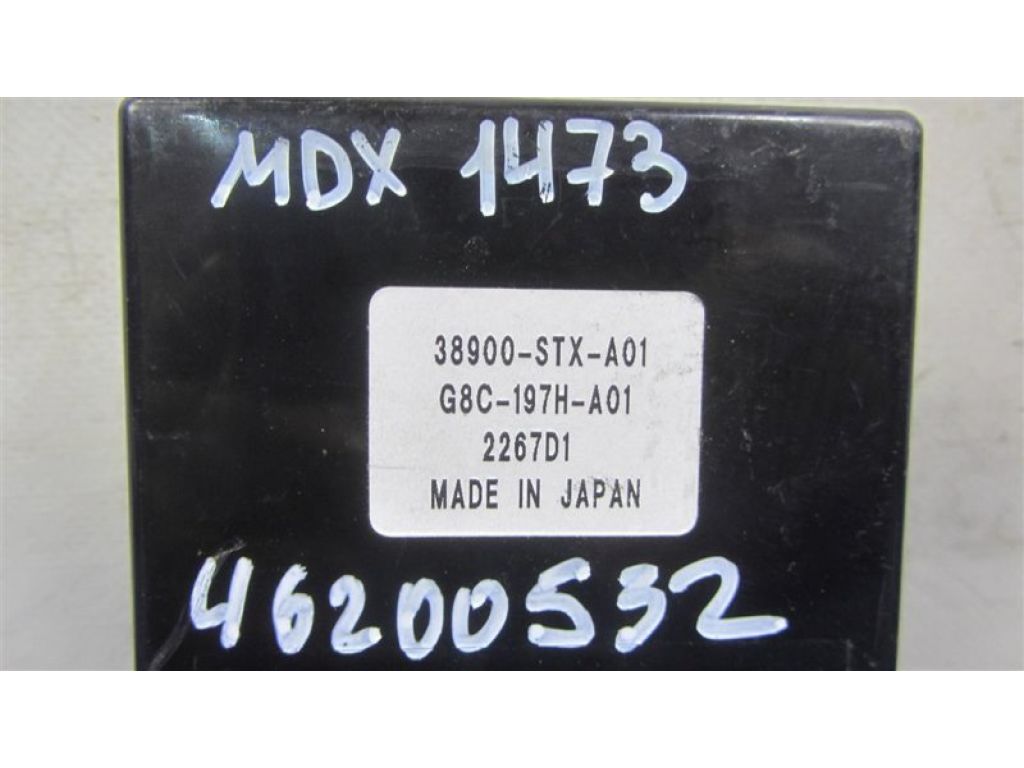 MDX 1473
38900-STX-A01
G8C-197H-A01
2267D1
MADE IN JAPAN
46200532